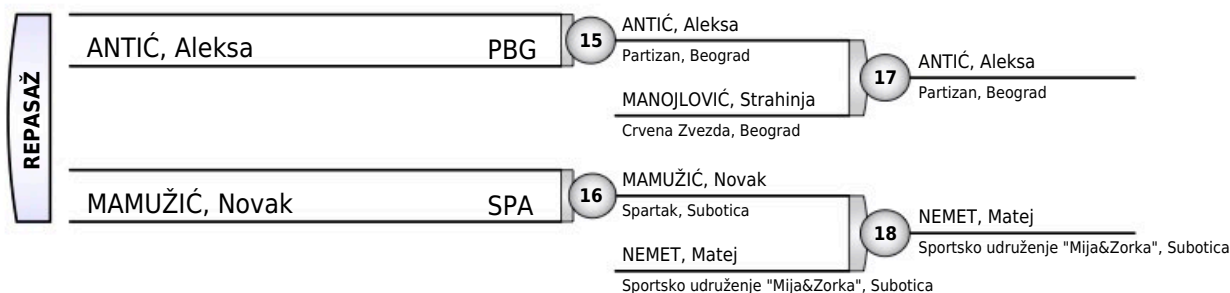 REPASAŽ
ANTIĆ, Aleksa PBG
15
ANTIĆ, Aleksa
Partizan, Beograd
MANOJLOVIĆ, Strahinja
Crvena Zvezda, Beograd
17
ANTIĆ, Aleksa
Partizan, Beograd
MAMUŽIĆ, Novak SPA
16
MAMUŽIĆ, Novak
Spartak, Subotica
NEMET, Matej
Sportsko udruženje "Mija&Zorka", Subotica
18
NEMET, Matej
Sportsko udruženje "Mija&Zorka", Subotica